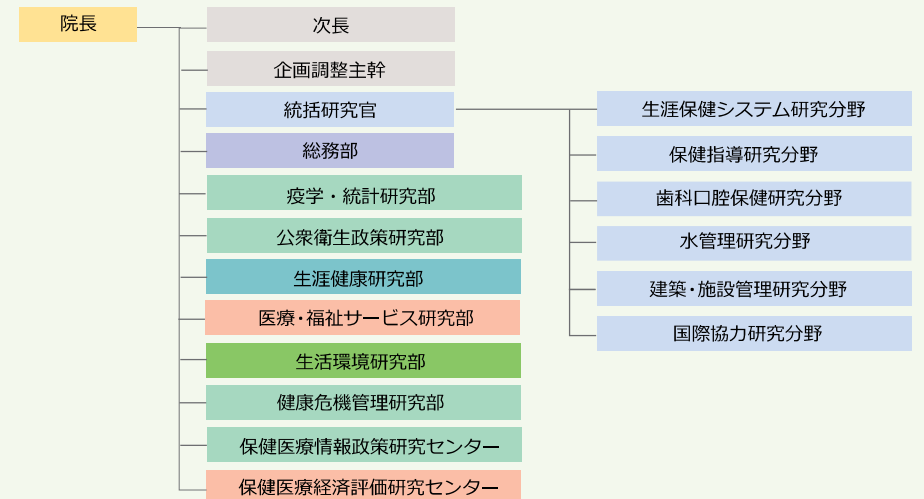 院長
次長
企画調整主幹
統括研究官
総務部
疫学・統計研究部
公衆衛生政策研究部
生涯健康研究部
医療・福祉サービス研究部
生活環境研究部
健康危機管理研究部
保健医療情報政策研究センター
保健医療経済評価研究センター
生涯保健システム研究分野
保健指導研究分野
歯科口腔保健研究分野
水管理研究分野
建築・施設管理研究分野
国際協力研究分野